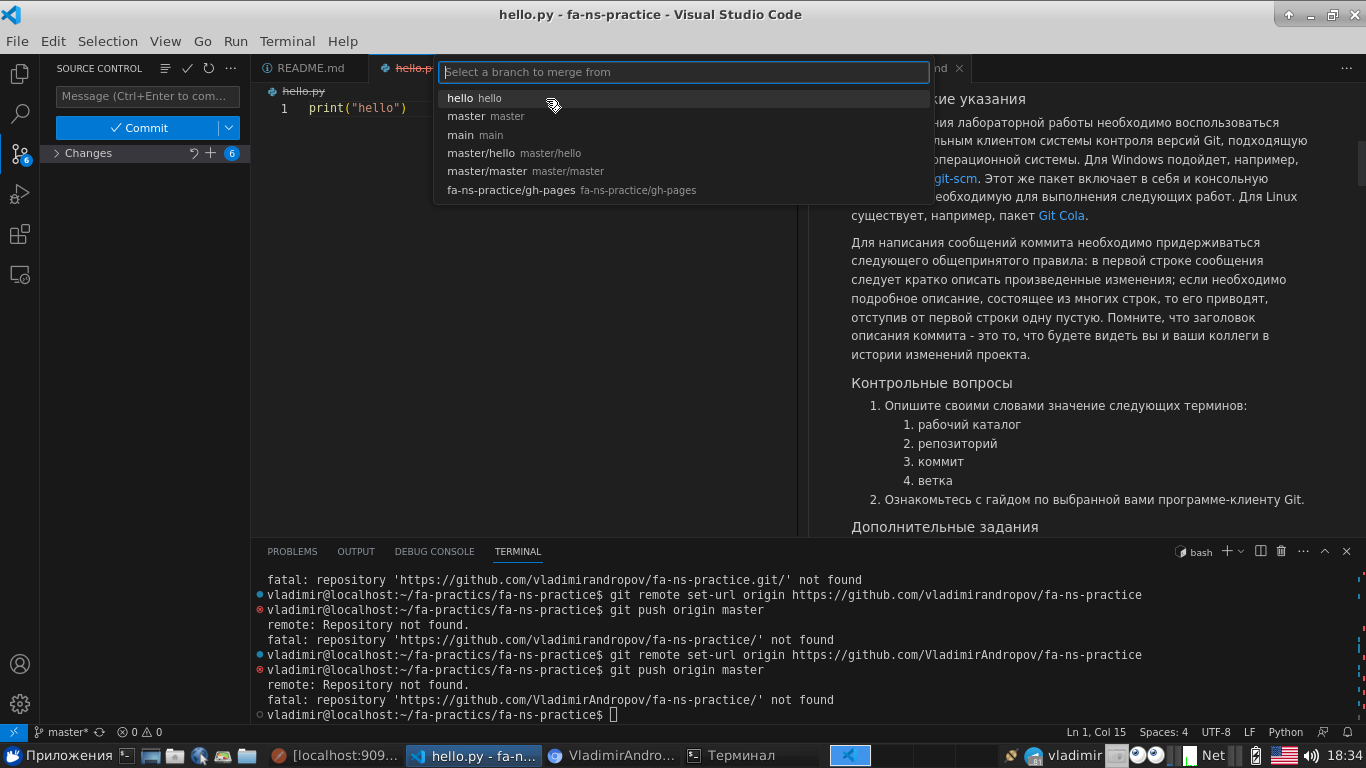 hello.py - fa-ns-practice - Visual Studio Code
File Edit Selection View Go Run Terminal Help
SOURCE CONTROL
Message (Ctrl+Enter to com...
Commit
Changes 6
6
README.md
hello.p
md
hello.py
1 print("hello")
Select a branch to merge from
hello hello
master master
main main
master/hello master/hello
master/master master/master
fa-ns-practice/gh-pages fa-ns-practice/gh-pages
кие указания
ния лабораторной работы необходимо воспользоваться
льным клиентом системы контроля версий Git, подходящую
операционной системы. Для Windows подойдет, например,
git-scm. Этот же пакет включает в себя и консольную
необходимую для выполнения следующих работ. Для Linux
существует, например, пакет Git Cola.
Для написания сообщений коммита необходимо придерживаться
следующего общепринятого правила: в первой строке сообщения
следует кратко описать произведенные изменения; если необходимо
подробное описание, состоящее из многих строк, то его приводят,
отступив от первой строки одну пустую. Помните, что заголовок
описания коммита - это то, что будете видеть вы и ваши коллеги в
истории изменений проекта.
Контрольные вопросы
1. Опишите своими словами значение следующих терминов:
1. рабочий каталог
2. репозиторий
3. коммит
4. ветка
2. Ознакомьтесь с гайдом по выбранной вами программе-клиенту Git.
Дополнительные задания
PROBLEMS OUTPUT DEBUG CONSOLE TERMINAL
bash
fatal: repository 'https://github.com/vladimirandropov/fa-ns-practice.git/' not found
vladimir@localhost:~/fa-practics/fa-ns-practice$ git remote set-url origin https://github.com/vladimirandropov/fa-ns-practice
vladimir@localhost:~/fa-practics/fa-ns-practice$ git push origin master
remote: Repository not found.
fatal: repository 'https://github.com/vladimirandropov/fa-ns-practice/' not found
vladimir@localhost:~/fa-practics/fa-ns-practice$ git remote set-url origin https://github.com/VladimirAndropov/fa-ns-practice
vladimir@localhost:~/fa-practics/fa-ns-practice$ git push origin master
remote: Repository not found.
fatal: repository 'https://github.com/VladimirAndropov/fa-ns-practice/' not found
vladimir@localhost:~/fa-practics/fa-ns-practice$
master* 0 0 Ln 1, Col 15 Spaces: 4 UTF-8 LF Python
Приложения [localhost:909... hello.py - fa-n... VladimirAndro... Терминал 81 vladimir Net 18:34